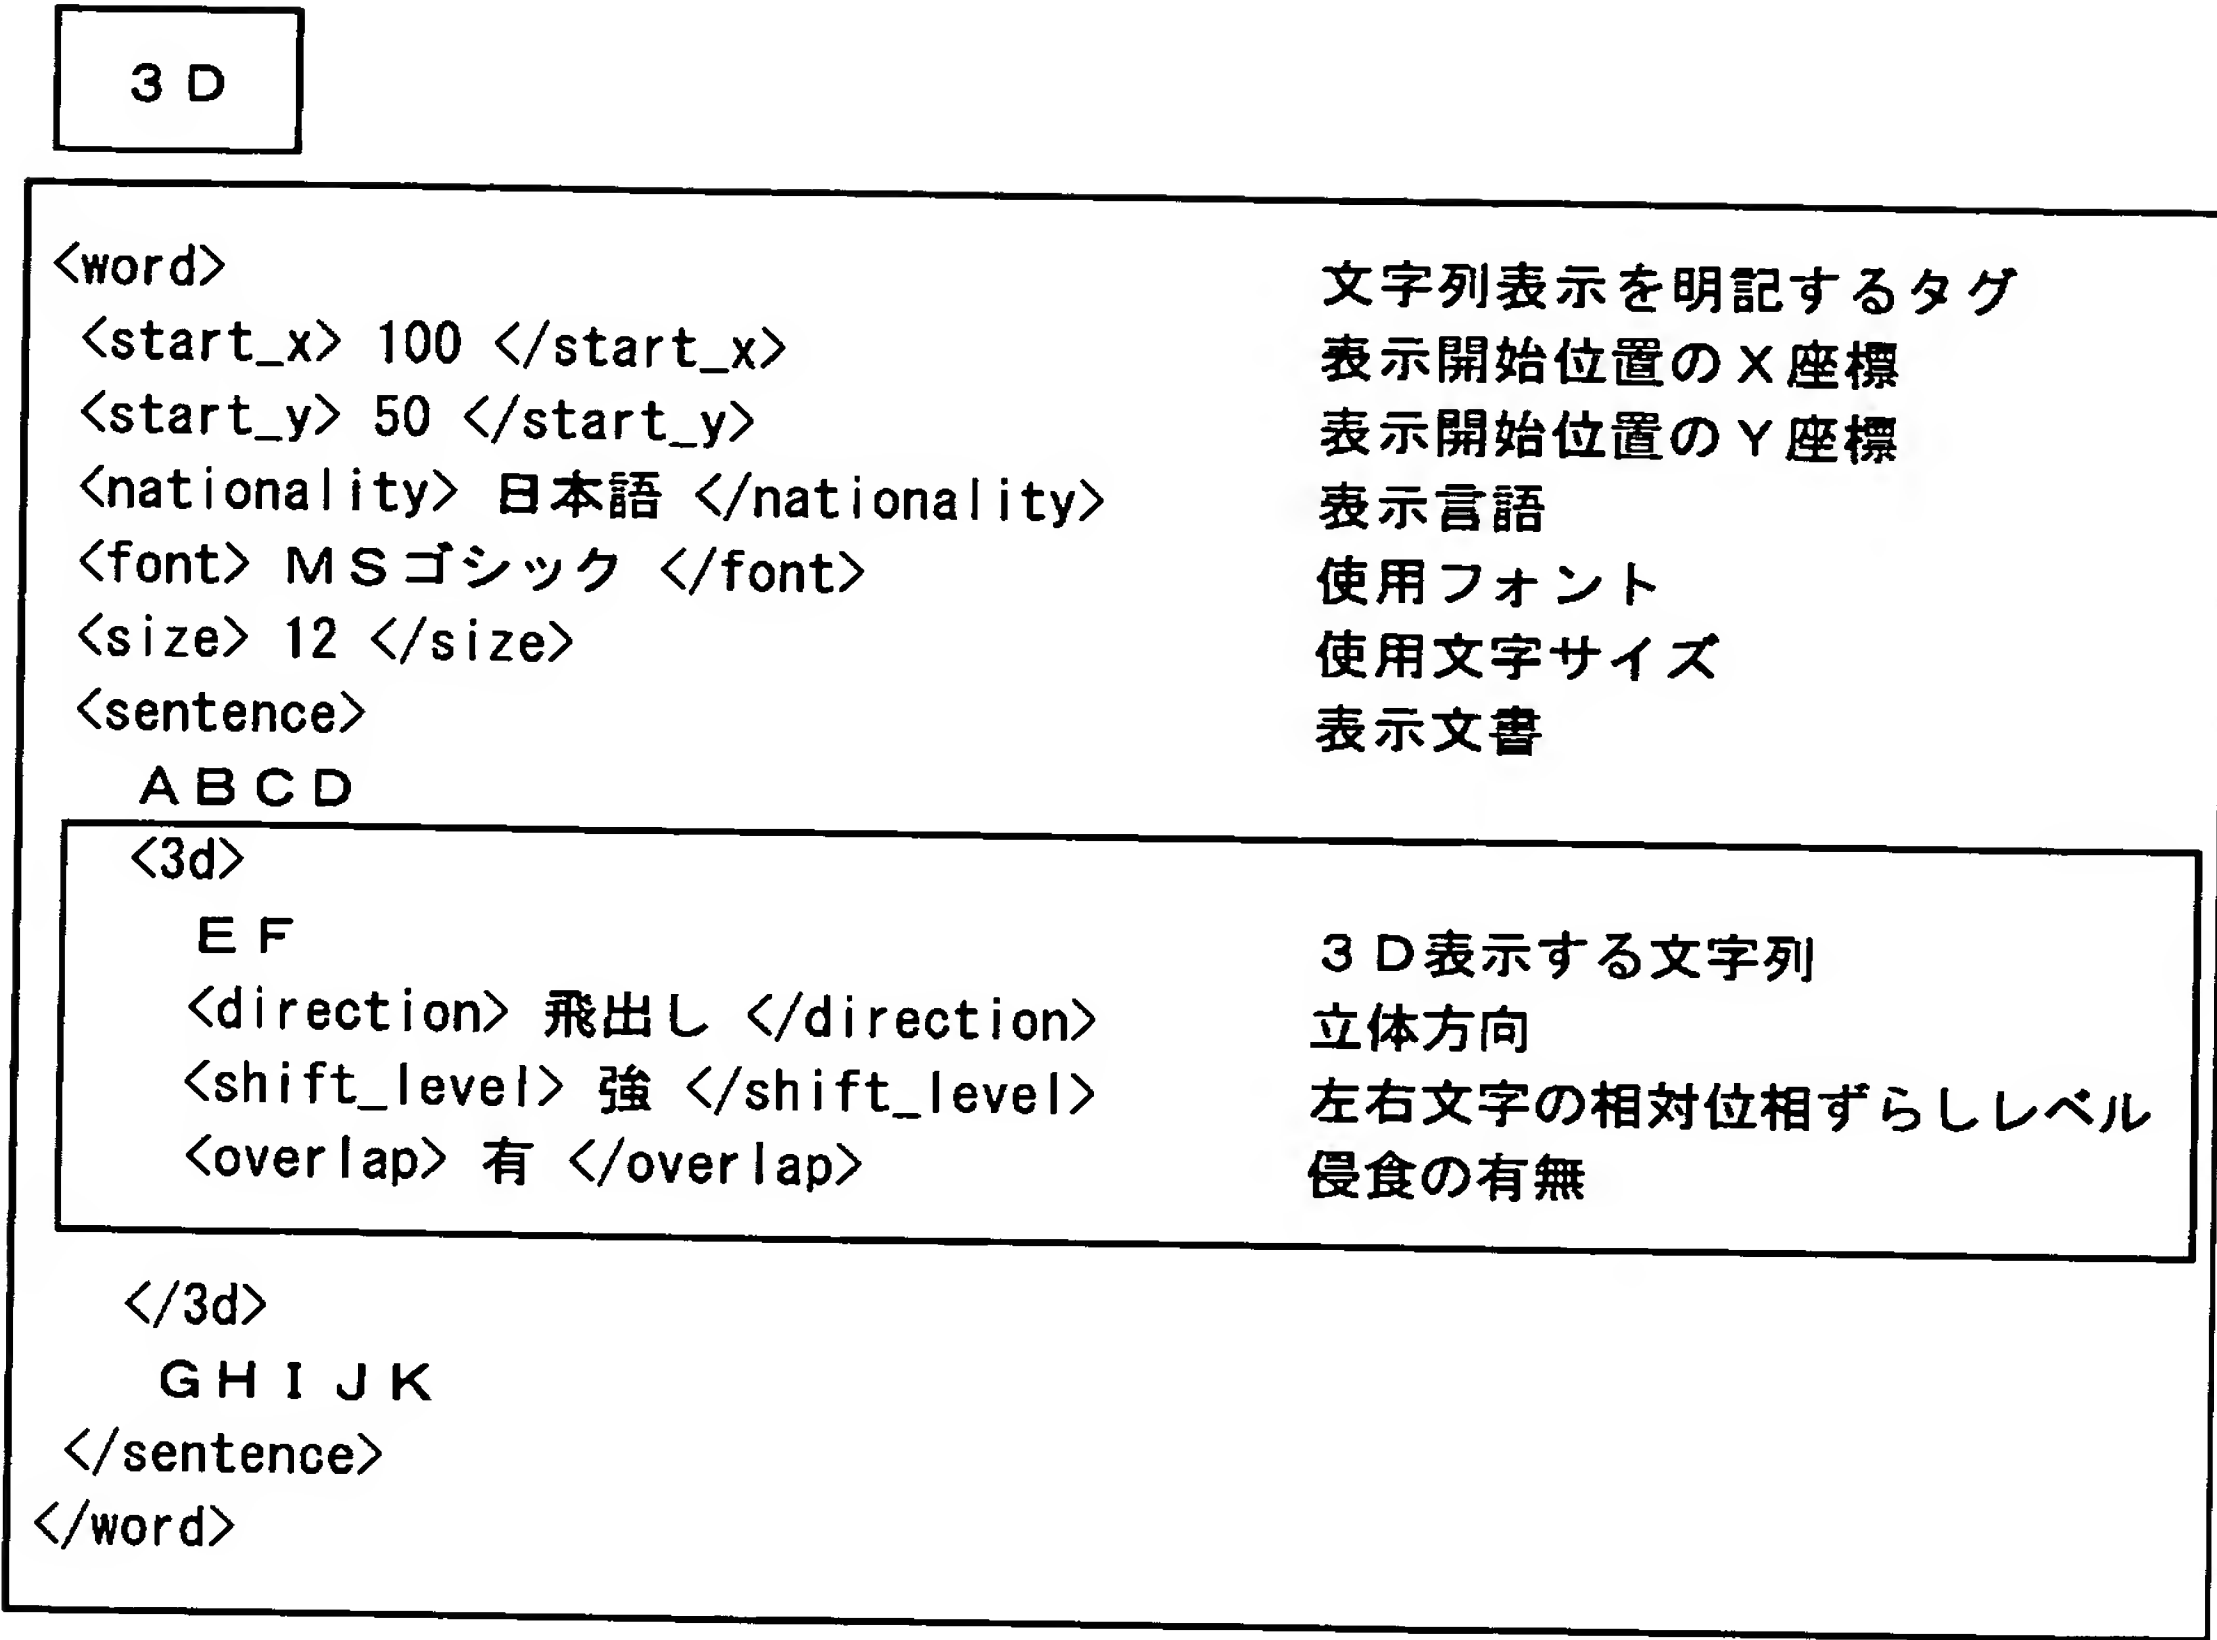 ３Ｄ
<word> 文字列表示を明記するタグ
<start_x> 100 </start_x> 表示開始位置のＸ座標
<start_y> 50 </start_y> 表示開始位置のＹ座標
<nationality> 日本語 </nationality> 表示言語
<font> ＭＳゴシック </font> 使用フォント
<size> 12 </size> 使用文字サイズ
<sentence> 表示文書
ＡＢＣＤ
<3d>
ＥＦ ３Ｄ表示する文字列
<direction> 飛出し </direction> 立体方向
<shift_level> 強 </shift_level> 左右文字の相対位相ずらしレベル
<overlap> 有 </overlap> 侵食の有無
</3d>
ＧＨＩＪＫ
</sentence>
</word>